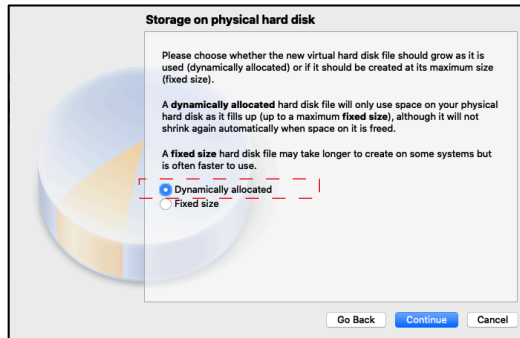 Storage on physical hard disk
Please choose whether the new virtual hard disk file should grow as it is
used (dynamically allocated) or if it should be created at its maximum size
(fixed size).
A dynamically allocated hard disk file will only use space on your physical
hard disk as it fills up (up to a maximum fixed size), although it will not
shrink again automatically when space on it is freed.
A fixed size hard disk file may take longer to create on some systems but
is often faster to use.
Dynamically allocated
Fixed size
Go Back Continue Cancel